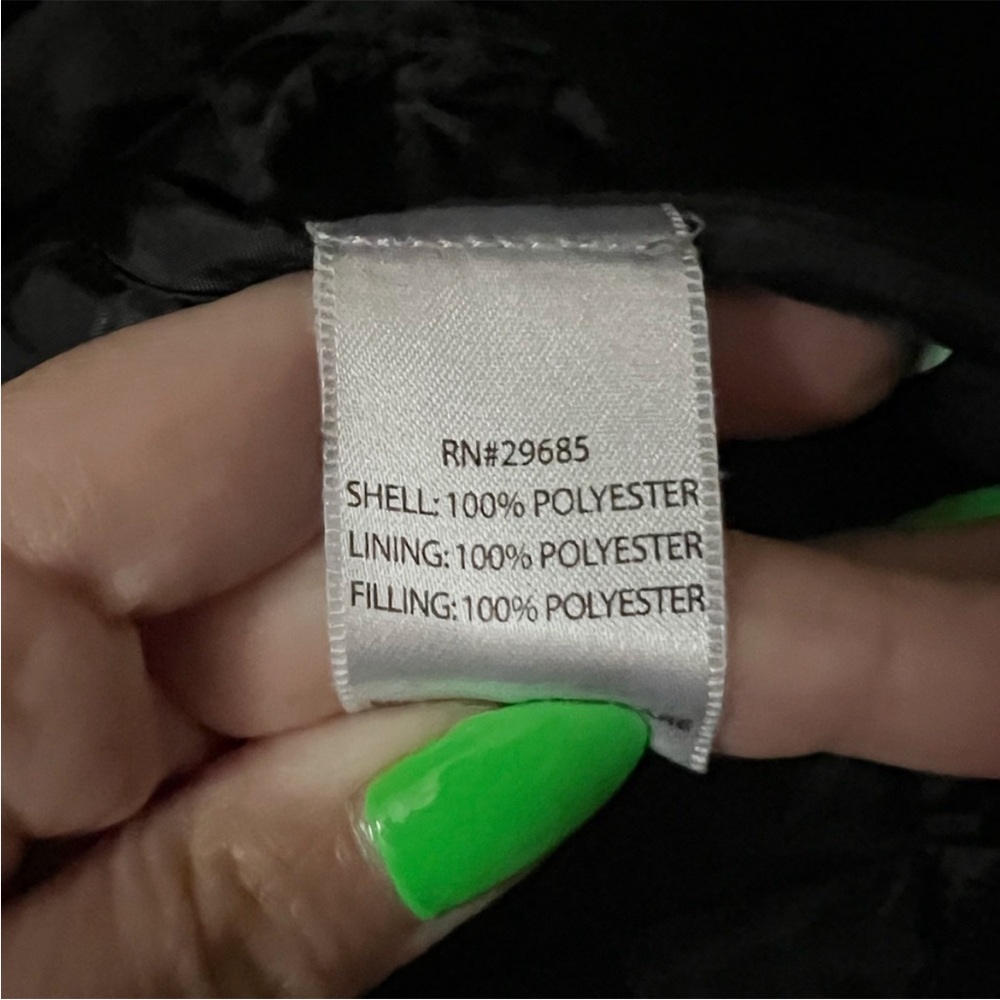 RN#29685
SHELL: 100% POLYESTER
LINING: 100% POLYESTER
FILLING: 100% POLYESTER